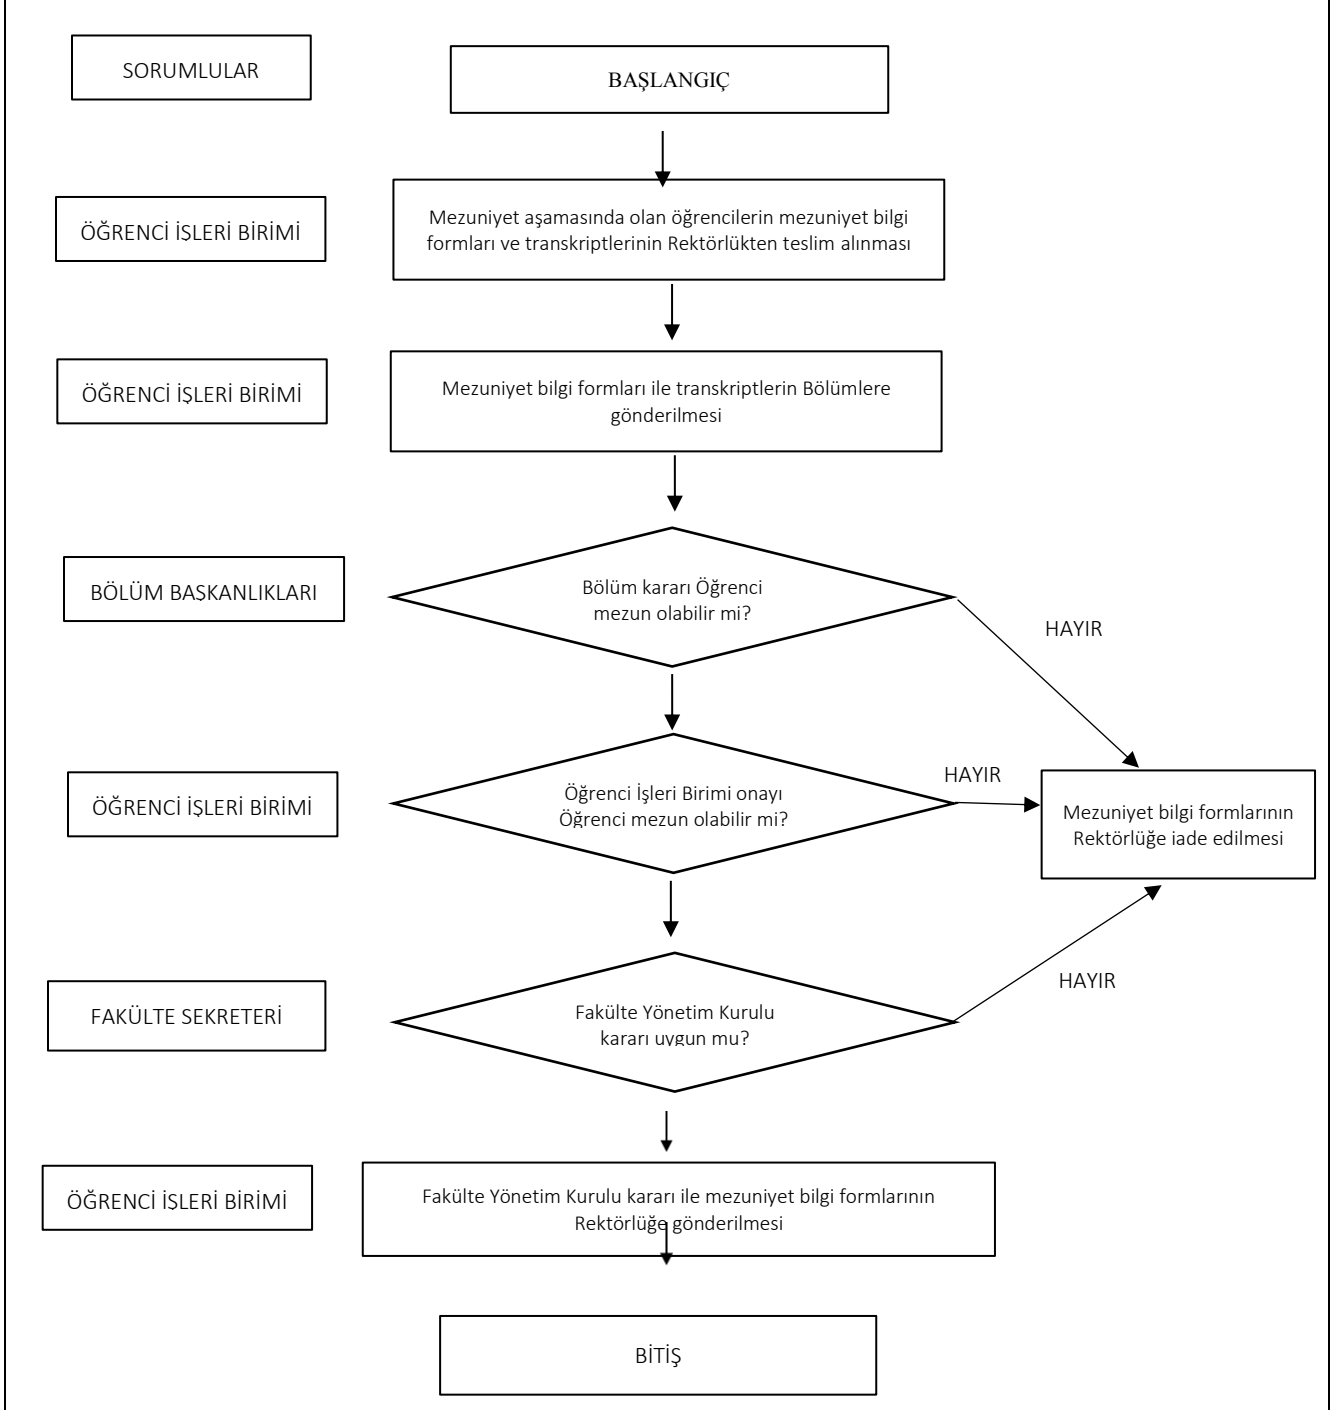 SORUMLULAR
BAŞLANGIÇ
ÖĞRENCİ İŞLERİ BİRİMİ
Mezuniyet aşamasında olan öğrencilerin mezuniyet bilgi
formları ve transkriptlerinin Rektörlükten teslim alınması
ÖĞRENCİ İŞLERİ BİRİMİ
Mezuniyet bilgi formları ile transkriptlerin Bölümlere
gönderilmesi
BÖLÜM BAŞKANLIKLARI
Bölüm kararı Öğrenci
mezun olabilir mi?
HAYIR
ÖĞRENCİ İŞLERİ BİRİMİ
Öğrenci İşleri Birimi onayı
Öğrenci mezun olabilir mi?
HAYIR
Mezuniyet bilgi formlarının
Rektörlüğe iade edilmesi
FAKÜLTE SEKRETERİ
Fakülte Yönetim Kurulu
kararı uygun mu?
HAYIR
ÖĞRENCİ İŞLERİ BİRİMİ
Fakülte Yönetim Kurulu kararı ile mezuniyet bilgi formlarının
Rektörlüğe gönderilmesi
BİTİŞ